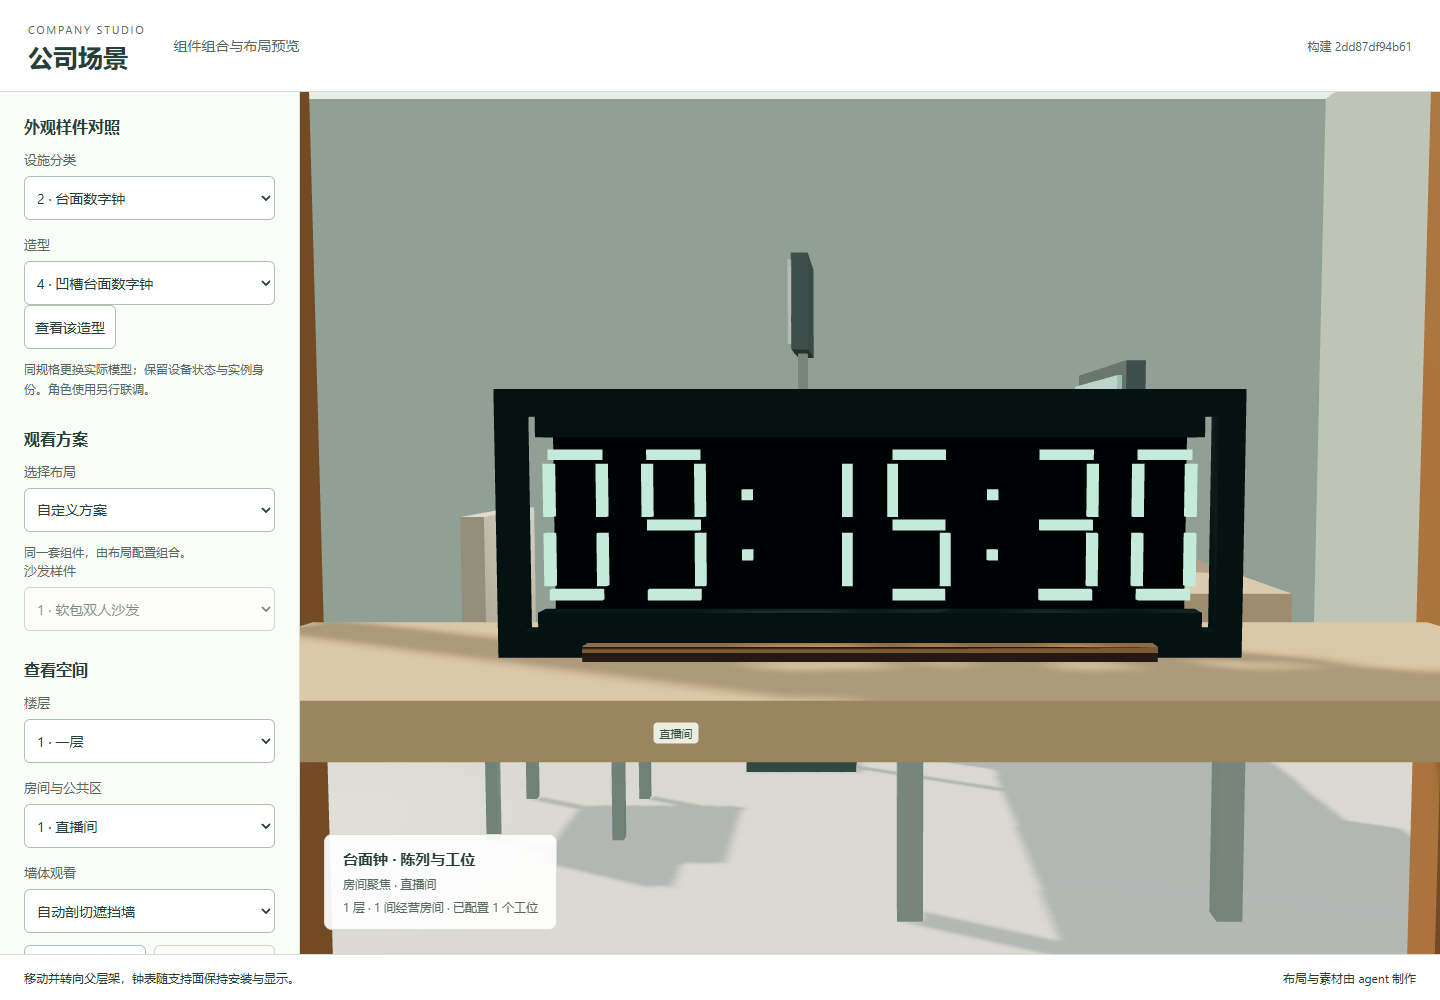 COMPANY STUDIO
公司场景
组件组合与布局预览
构建 2dd87df94b61
外观样件对照
设施分类
2 · 台面数字钟
造型
4 · 凹槽台面数字钟
查看该造型
同规格更换实际模型；保留设备状态与实例身
份。角色使用另行联调。
观看方案
选择布局
自定义方案
同一套组件，由布局配置组合。
沙发样件
1 · 软包双人沙发
查看空间
楼层
1 · 一层
房间与公共区
1 · 直播间
墙体观看
自动剖切遮挡墙
09:15:30
直播间
台面钟 · 陈列与工位
房间聚焦 · 直播间
1 层 · 1 间经营房间 · 已配置 1 个工位
移动并转向父层架，钟表随支持面保持安装与显示。
布局与素材由 agent 制作